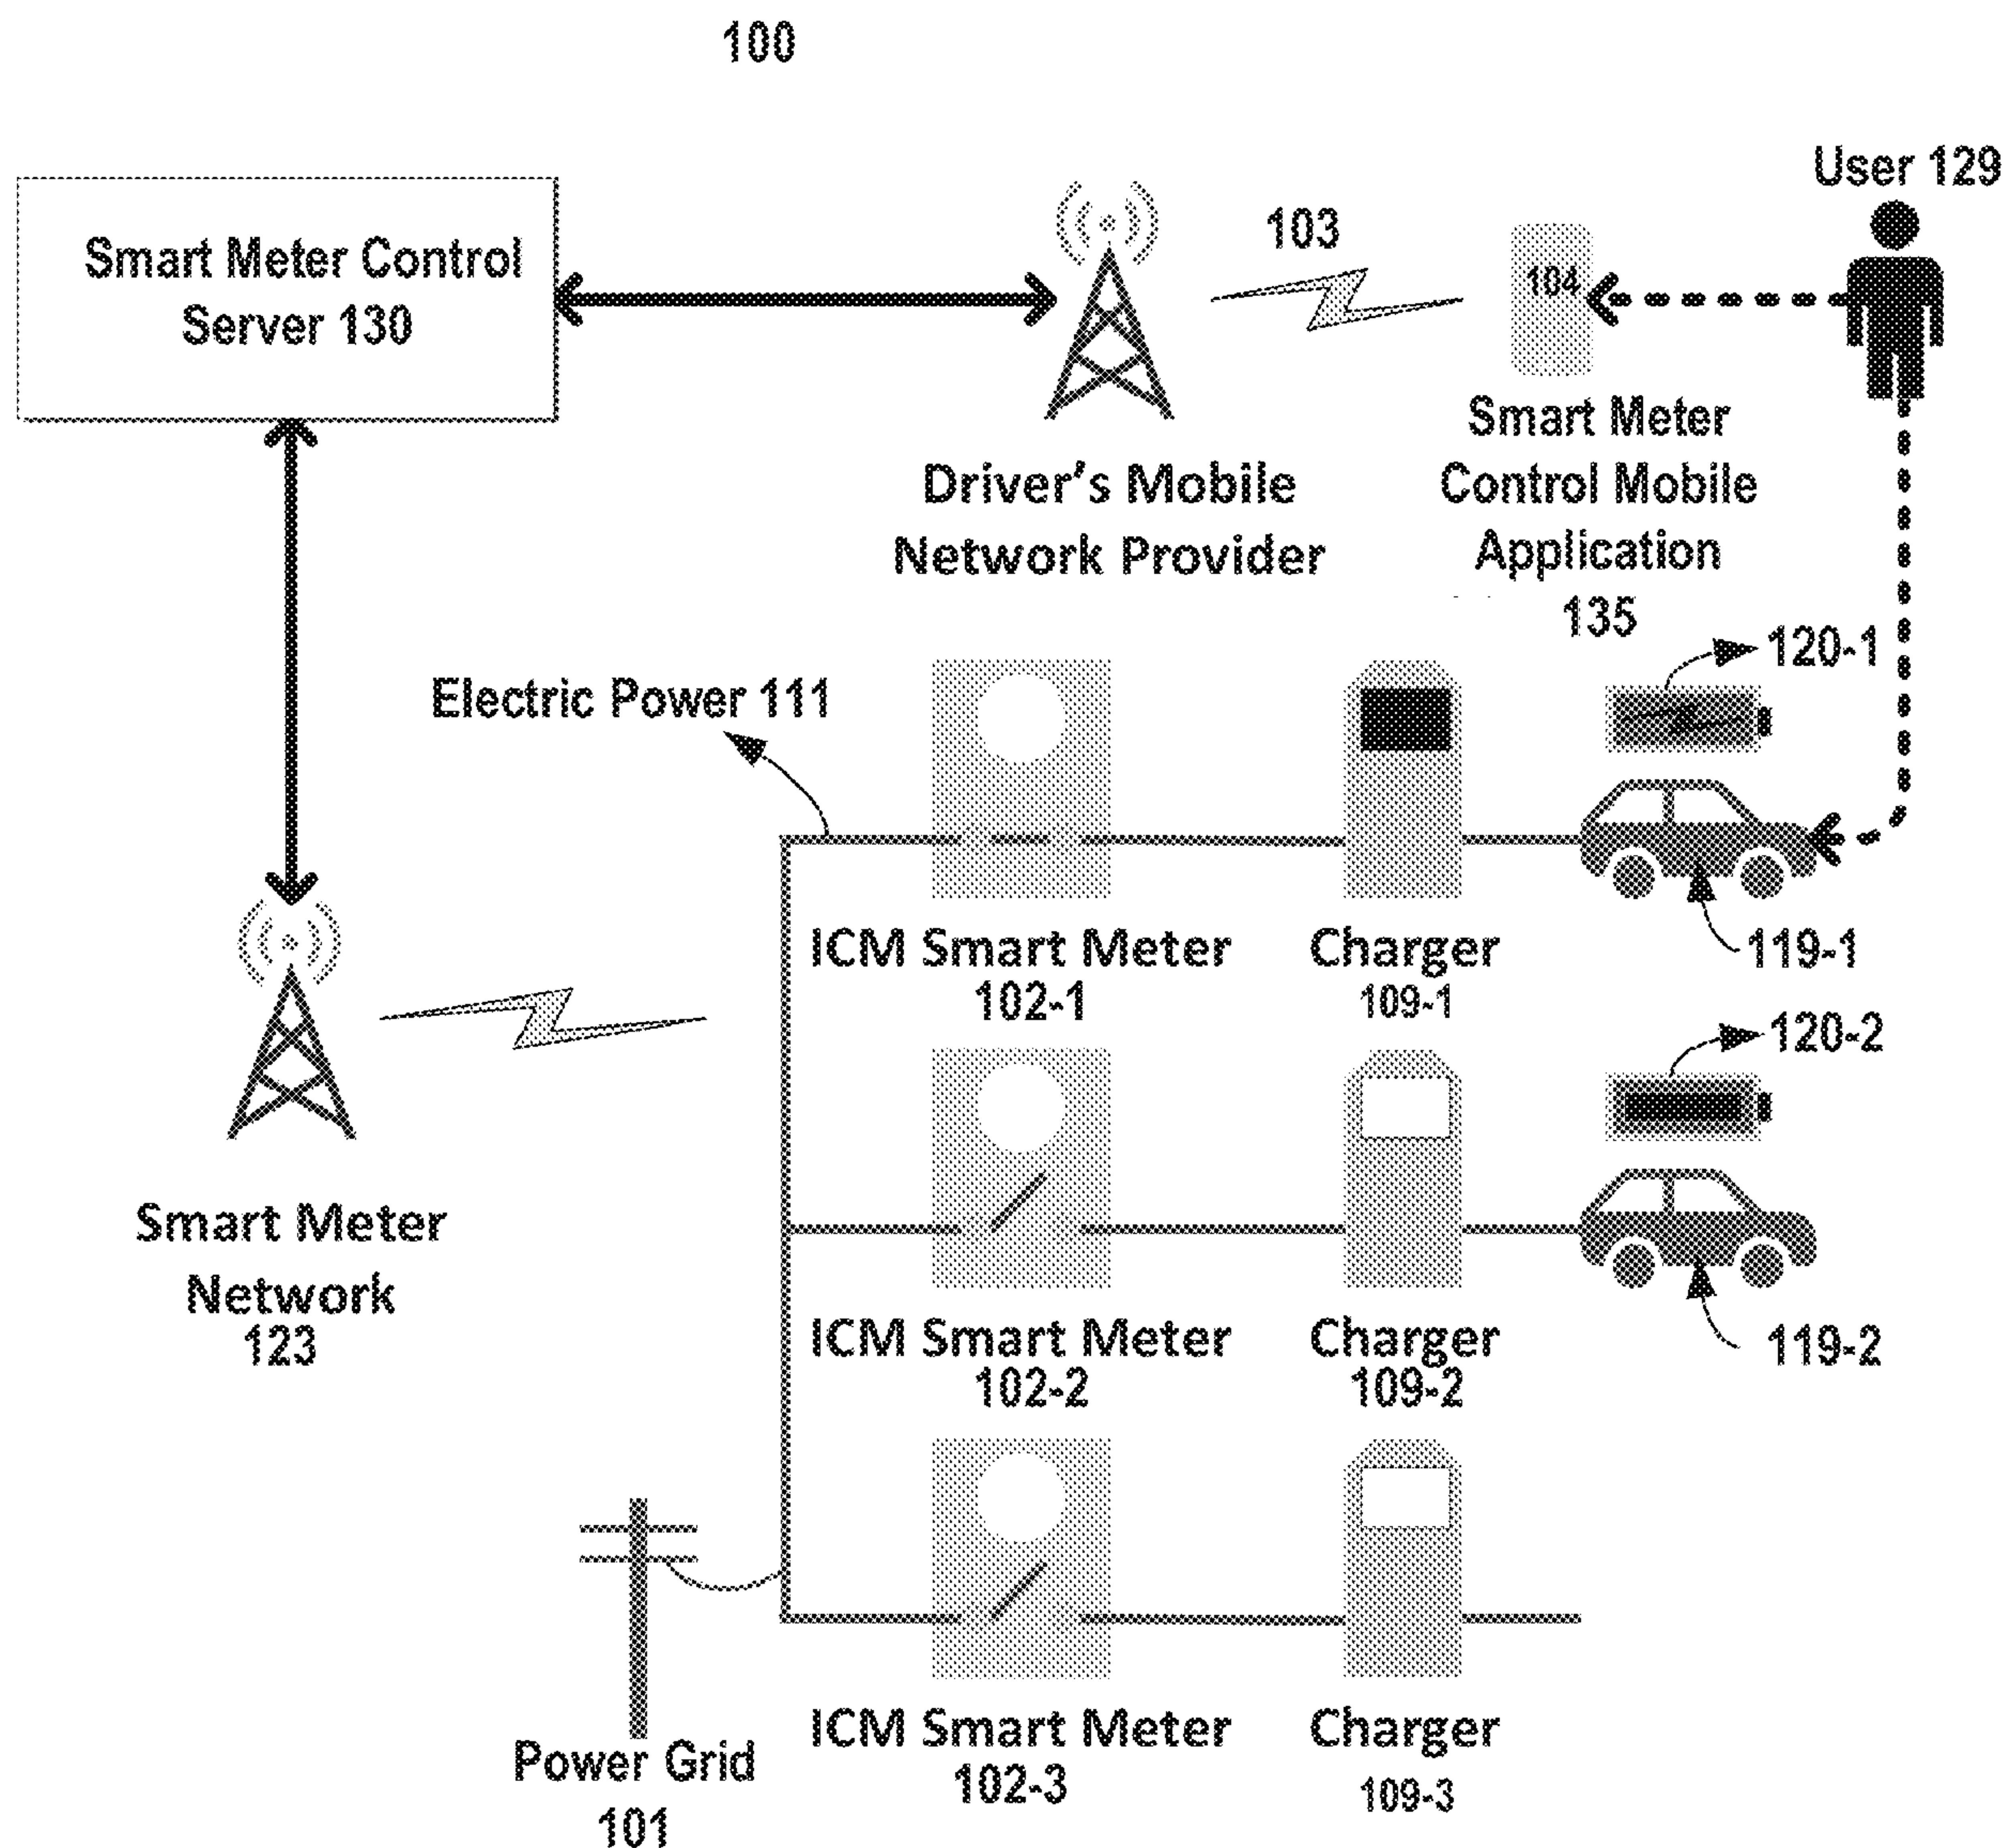 100
User 129
Smart Meter Control
Server 130
103
104
Driver's Mobile
Network Provider
Smart Meter
Control Mobile
Application
135
120-1
Electric Power 111
119-1
ICM Smart Meter
102-1
Charger
109-1
120-2
Smart Meter
Network
123
ICM Smart Meter
102-2
Charger
109-2
119-2
Power Grid
101
ICM Smart Meter
102-3
Charger
109-3